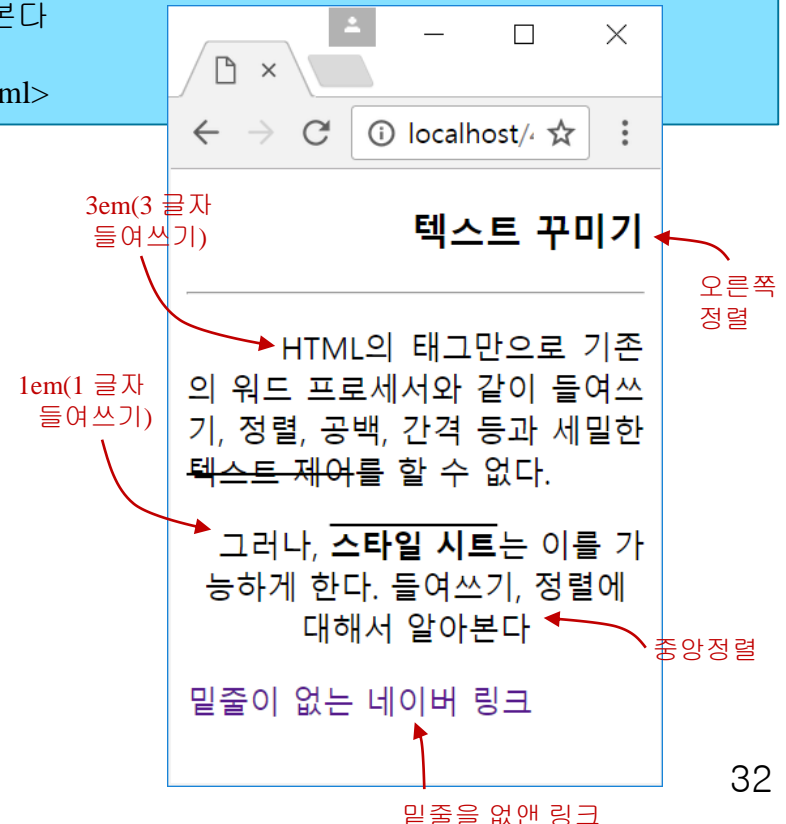 본다
ml>
localhost/
3em(3 글자
들여쓰기)
텍스트 꾸미기
오른쪽
정렬
HTML의 태그만으로 기존
의 워드 프로세서와 같이 들여쓰
기, 정렬, 공백, 간격 등과 세밀한
텍스트 제어를 할 수 없다.
1em(1 글자
들여쓰기)
그러나, 스타일 시트는 이를 가
능하게 한다. 들여쓰기, 정렬에
대해서 알아본다
중앙정렬
밑줄이 없는 네이버 링크
밑줄을 없앤 링크
32